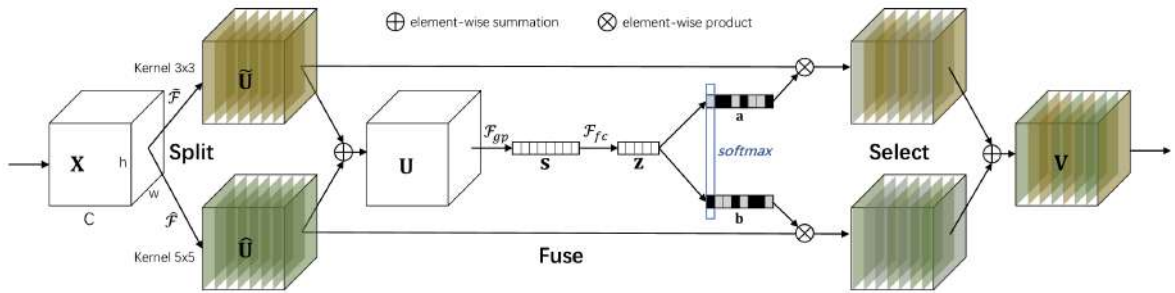 ⊕ element-wise summation ⊗ element-wise product
Kernel 3x3
Ũ
F̃
X
h
w
C
Split
F̂
Kernel 5x5
Û
U
F_gp
s
F_fc
z
a
softmax
b
Fuse
Select
V